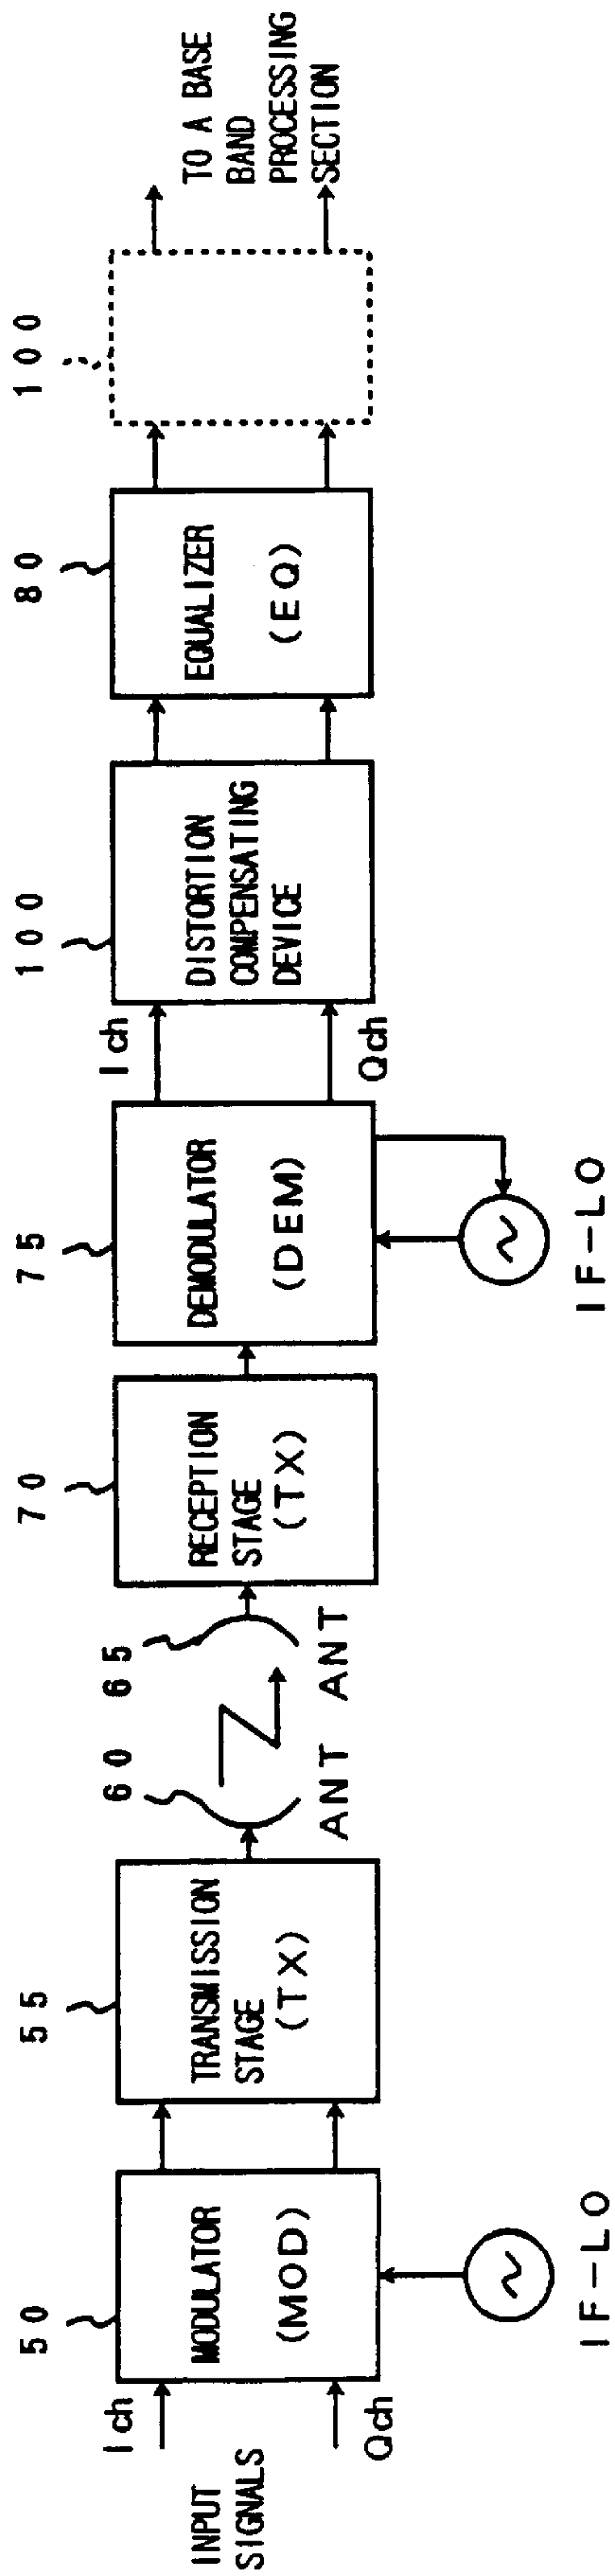 INPUT
SIGNALS
Ich
Qch
50
MODULATOR
(MOD)
IF-LO
55
TRANSMISSION
STAGE
(TX)
60
ANT
65
ANT
70
RECEPTION
STAGE
(TX)
75
DEMODULATOR
(DEM)
IF-LO
Ich
Qch
100
DISTORTION
COMPENSATING
DEVICE
80
EQUALIZER
(EQ)
100
TO A BASE
BAND
PROCESSING
SECTION